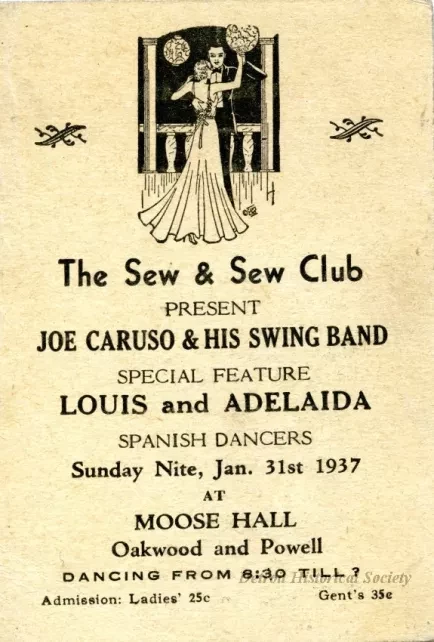 The Sew & Sew Club
PRESENT
JOE CARUSO & HIS SWING BAND
SPECIAL FEATURE
LOUIS and ADELAIDA
SPANISH DANCERS
Sunday Nite, Jan. 31st 1937
AT
MOOSE HALL
Oakwood and Powell
DANCING FROM 8:30 TILL ?
Detroit Historical Society
Admission: Ladies' 25c Gent's 35c